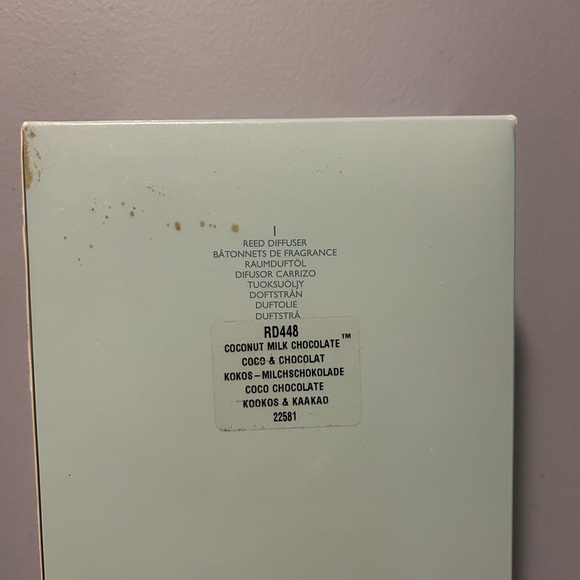 REED DIFFUSER
BÂTONNETS DE FRAGRANCE
RAUMDUFTÖL
DIFUSOR CARRIZO
TUOKSUÖLJY
DOFTSTRÅN
DUFTOLIE
DUFTSTRÅ
RD448
COCONUT MILK CHOCOLATE™
COCO & CHOCOLAT
KOKOS-MILCHSCHOKOLADE
COCO CHOCOLATE
KOOKOS & KAAKAO
22581